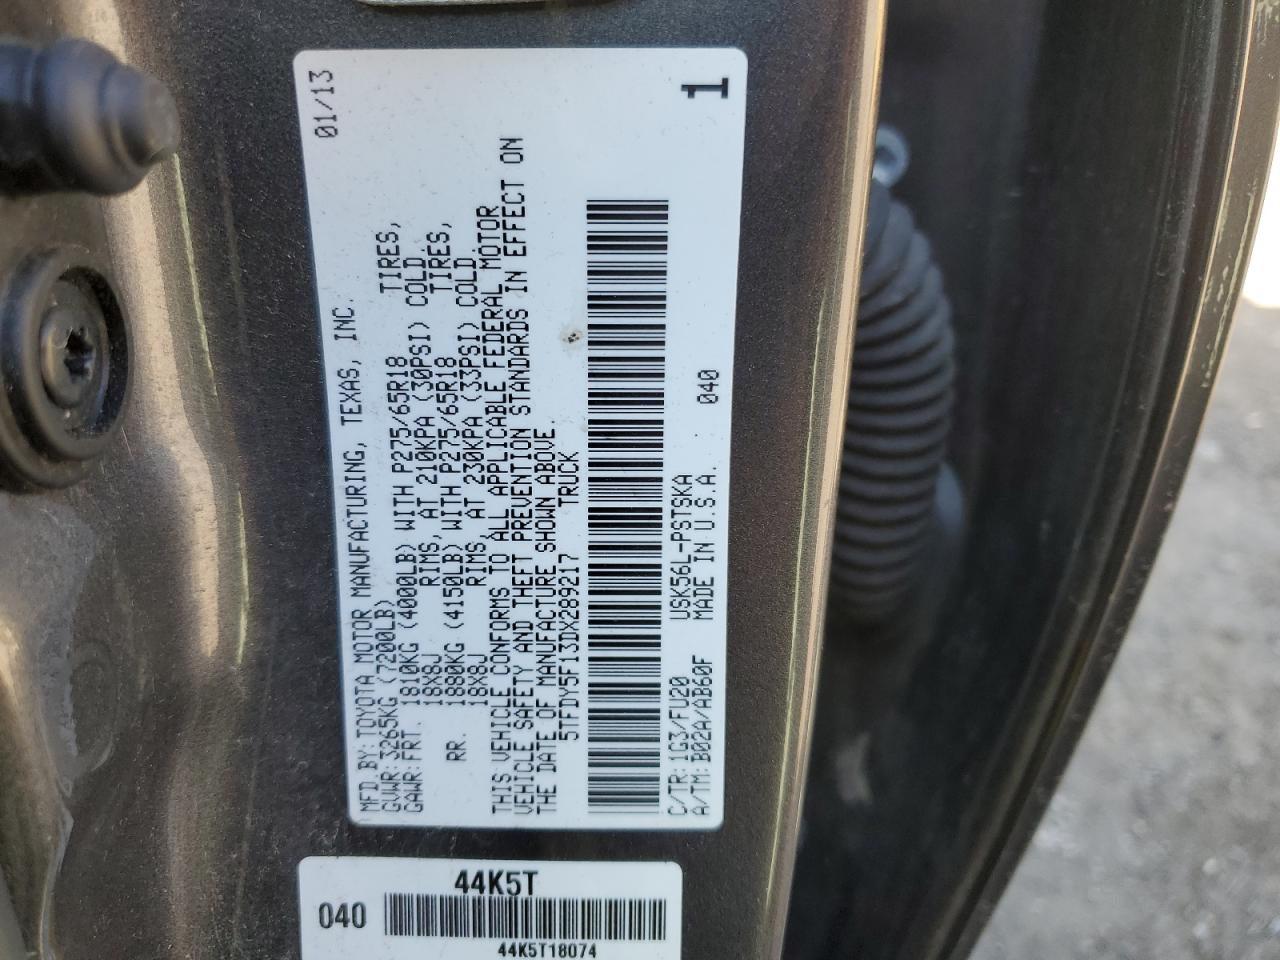 01/13
MFD.BY: TOYOTA MOTOR MANUFACTURING, TEXAS, INC.
GVWR: 3265KG (7200LB)
GAWR: FRT. 1810KG (4000LB) WITH P275/65R18 TIRES,
18X8J RIMS, AT 210KPA (30PSI) COLD.
RR. 1880KG (4150LB) WITH P275/65R18 TIRES,
18X8J RIMS, AT 230KPA (33PSI) COLD.
THIS VEHICLE CONFORMS TO ALL APPLICABLE FEDERAL MOTOR
VEHICLE SAFETY AND THEFT PREVENTION STANDARDS IN EFFECT ON
THE DATE OF MANUFACTURE SHOWN ABOVE.
5TFDY5F13DX289217 TRUCK
C/TR: 1G3/FU20 USK56L-PSTSKA 040
A/TM: B02A/AB60F MADE IN U.S.A.
1
44K5T
040
44K5T18074